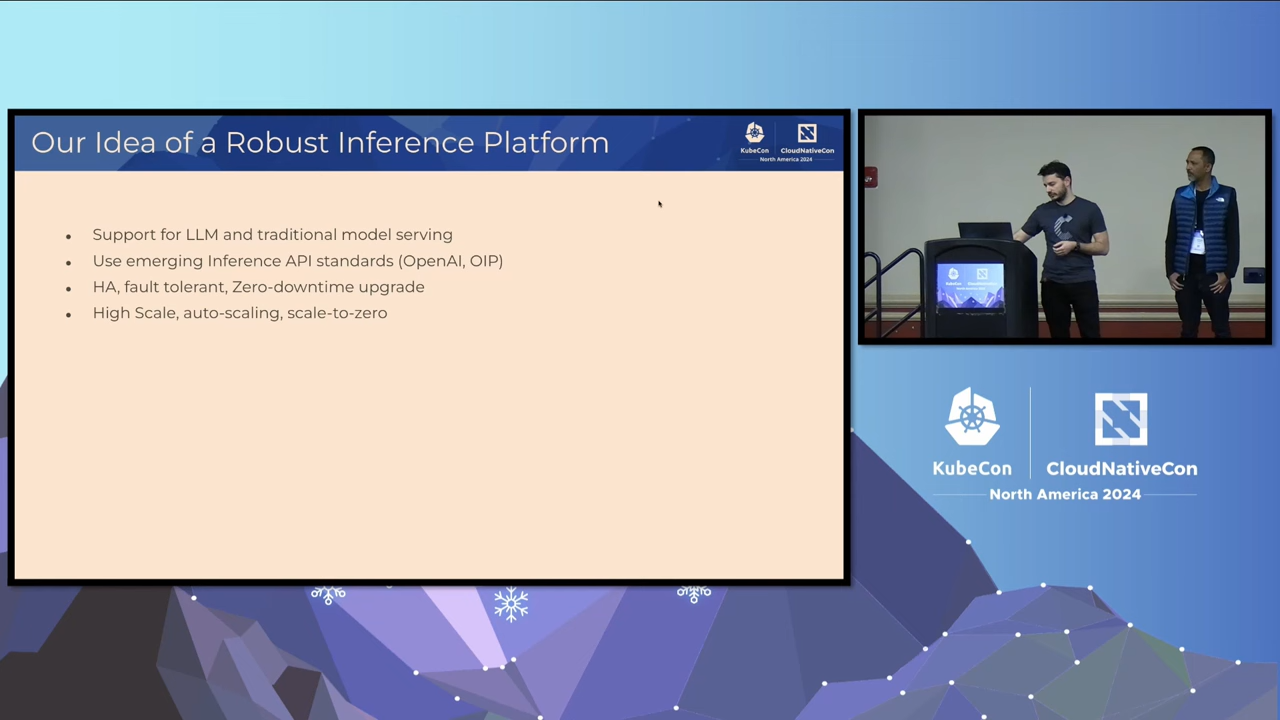 Our Idea of a Robust Inference Platform
KubeCon
CloudNativeCon
North America 2024
Support for LLM and traditional model serving
Use emerging Inference API standards (OpenAI, OIP)
HA, fault tolerant, Zero-downtime upgrade
High Scale, auto-scaling, scale-to-zero
KubeCon
CloudNativeCon
North America 2024